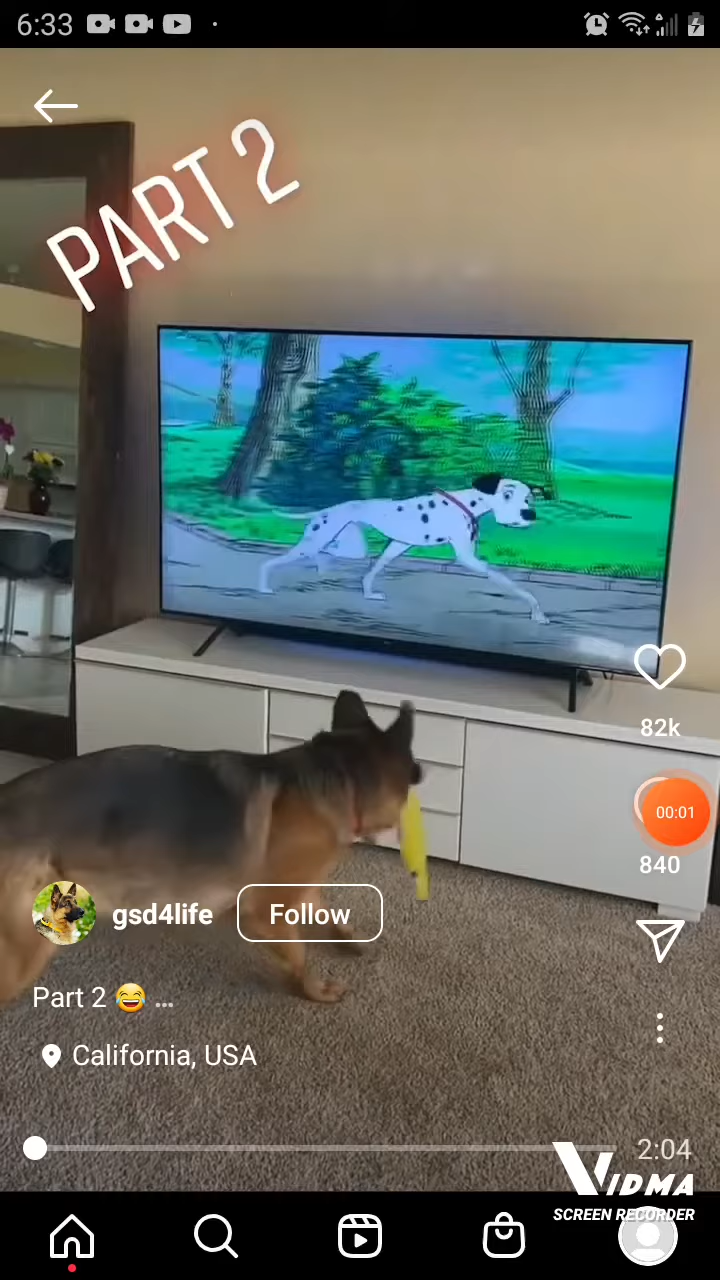 6:33
PART 2
82k
00:01
840
gsd4life
Follow
Part 2 😂 ...
California, USA
2:04
VIDMA
SCREEN RECORDER